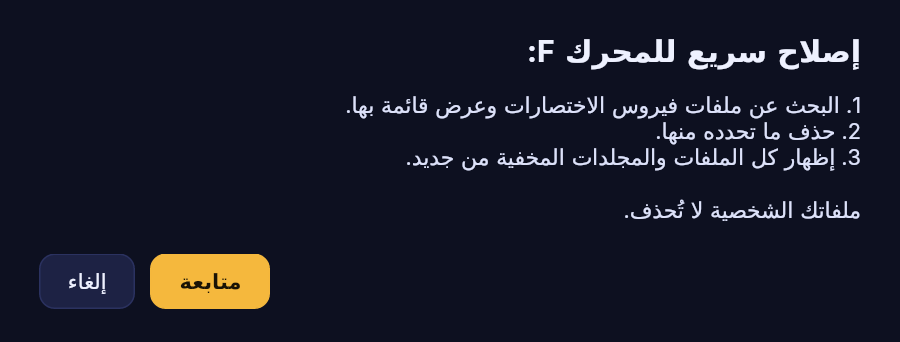 إصلاح سريع للمحرك F:
1. البحث عن ملفات فيروس الاختصارات وعرض قائمة بها.
2. حذف ما تحدده منها.
3. إظهار كل الملفات والمجلدات المخفية من جديد.
ملفاتك الشخصية لا تُحذف.
متابعة
إلغاء